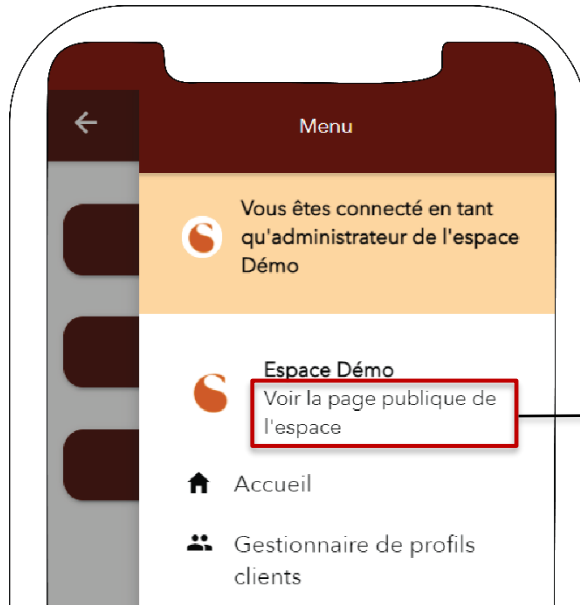 Menu
Vous êtes connecté en tant
qu'administrateur de l'espace
Démo
Espace Démo
Voir la page publique de
l'espace
Accueil
Gestionnaire de profils
clients